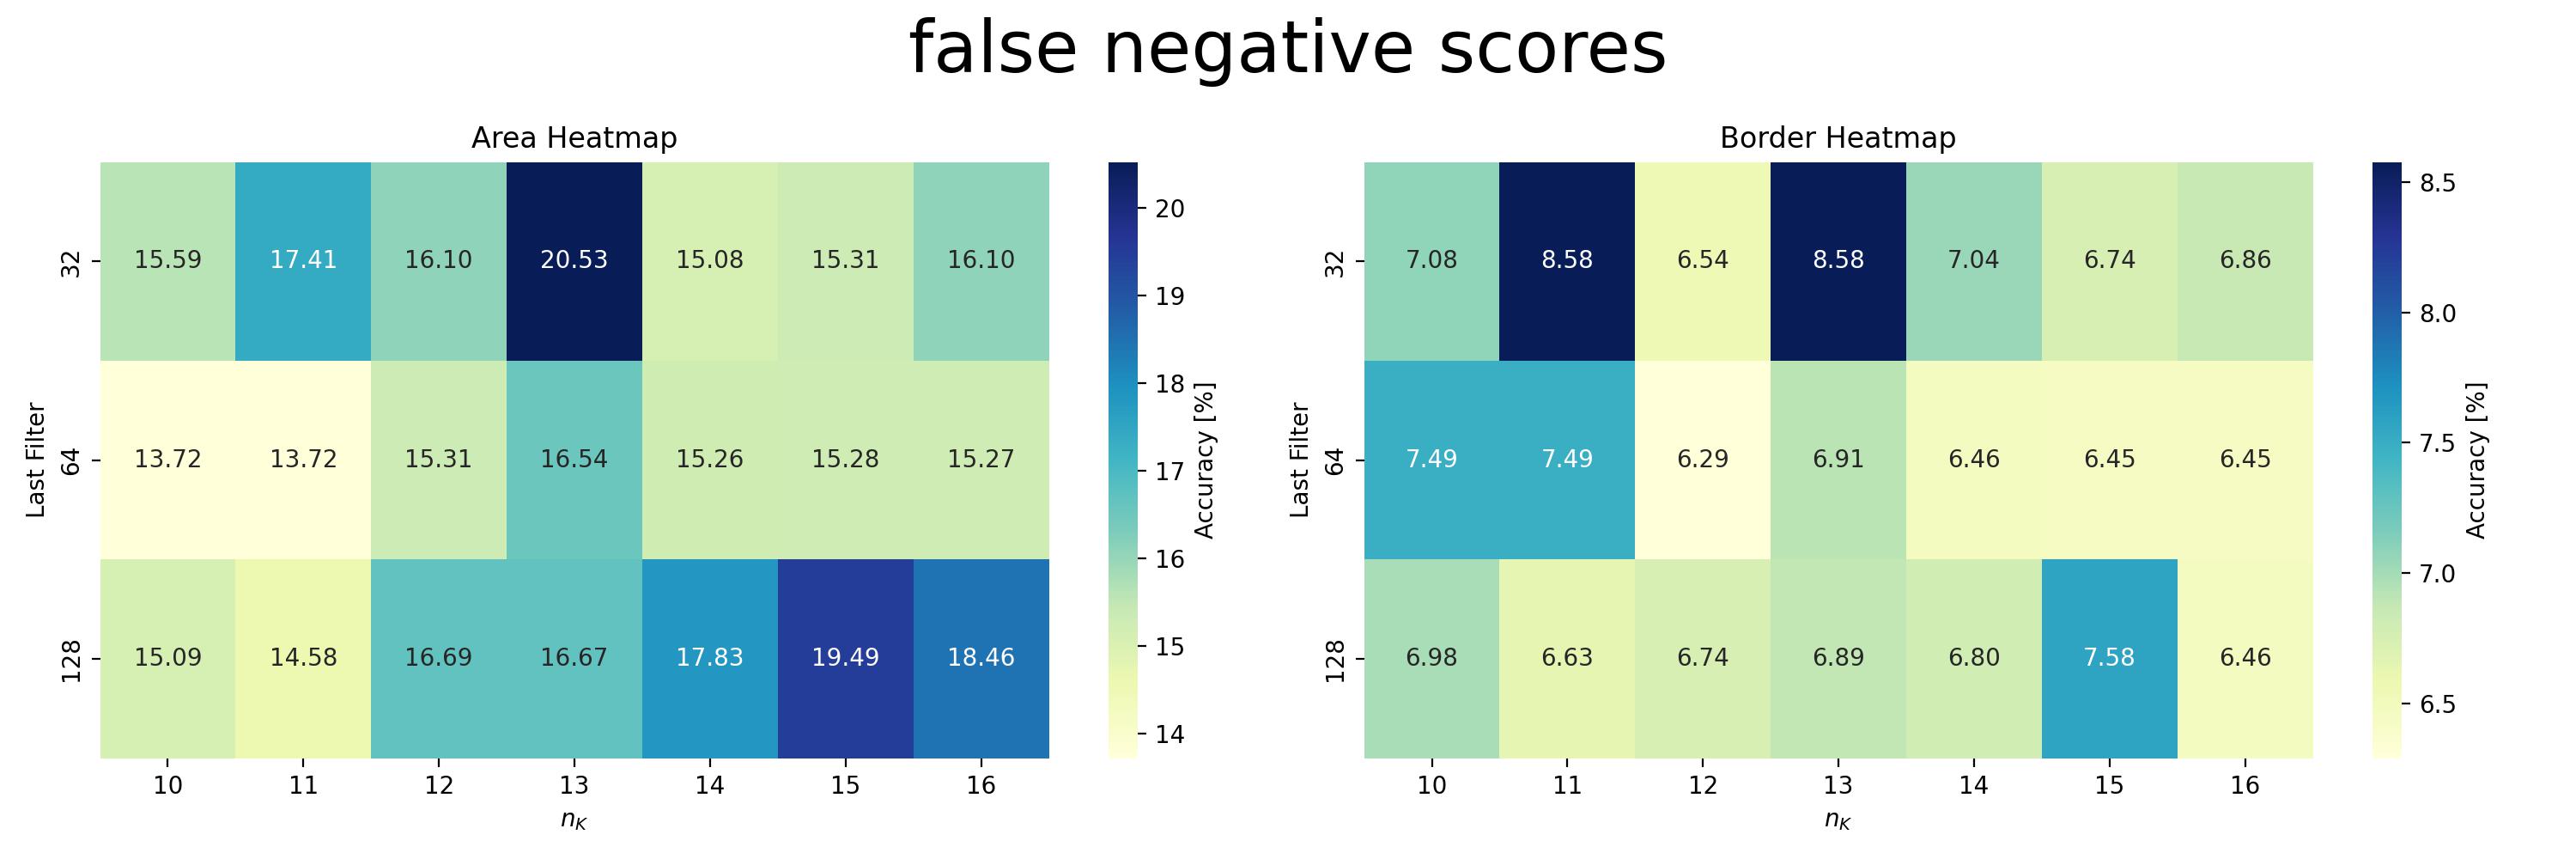 false negative scores
Area Heatmap
32
15.59 17.41 16.10 20.53 15.08 15.31 16.10
Last Filter
64
13.72 13.72 15.31 16.54 15.26 15.28 15.27
128
15.09 14.58 16.69 16.67 17.83 19.49 18.46
10 11 12 13 14 15 16
n_K
20
19
18
17
16
15
14
Accuracy [%]
Border Heatmap
32
7.08 8.58 6.54 8.58 7.04 6.74 6.86
Last Filter
64
7.49 7.49 6.29 6.91 6.46 6.45 6.45
128
6.98 6.63 6.74 6.89 6.80 7.58 6.46
10 11 12 13 14 15 16
n_K
8.5
8.0
7.5
7.0
6.5
Accuracy [%]